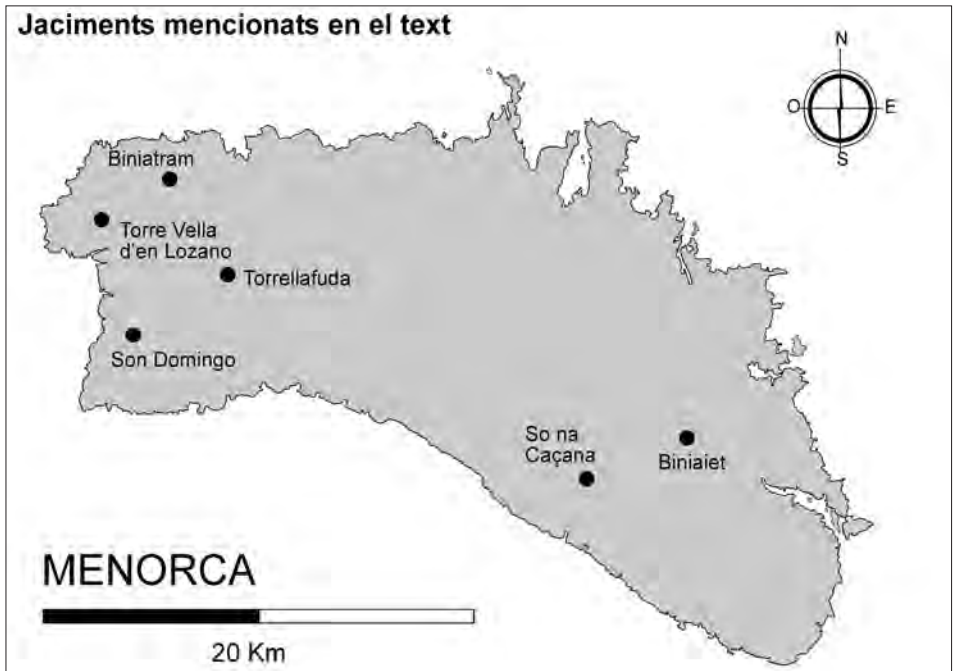 Jaciments mencionats en el text
N
O
E
S
Biniatram
Torre Vella
d'en Lozano
Torrellafuda
Son Domingo
So na
Caçana
Biniaiet
MENORCA
20 Km